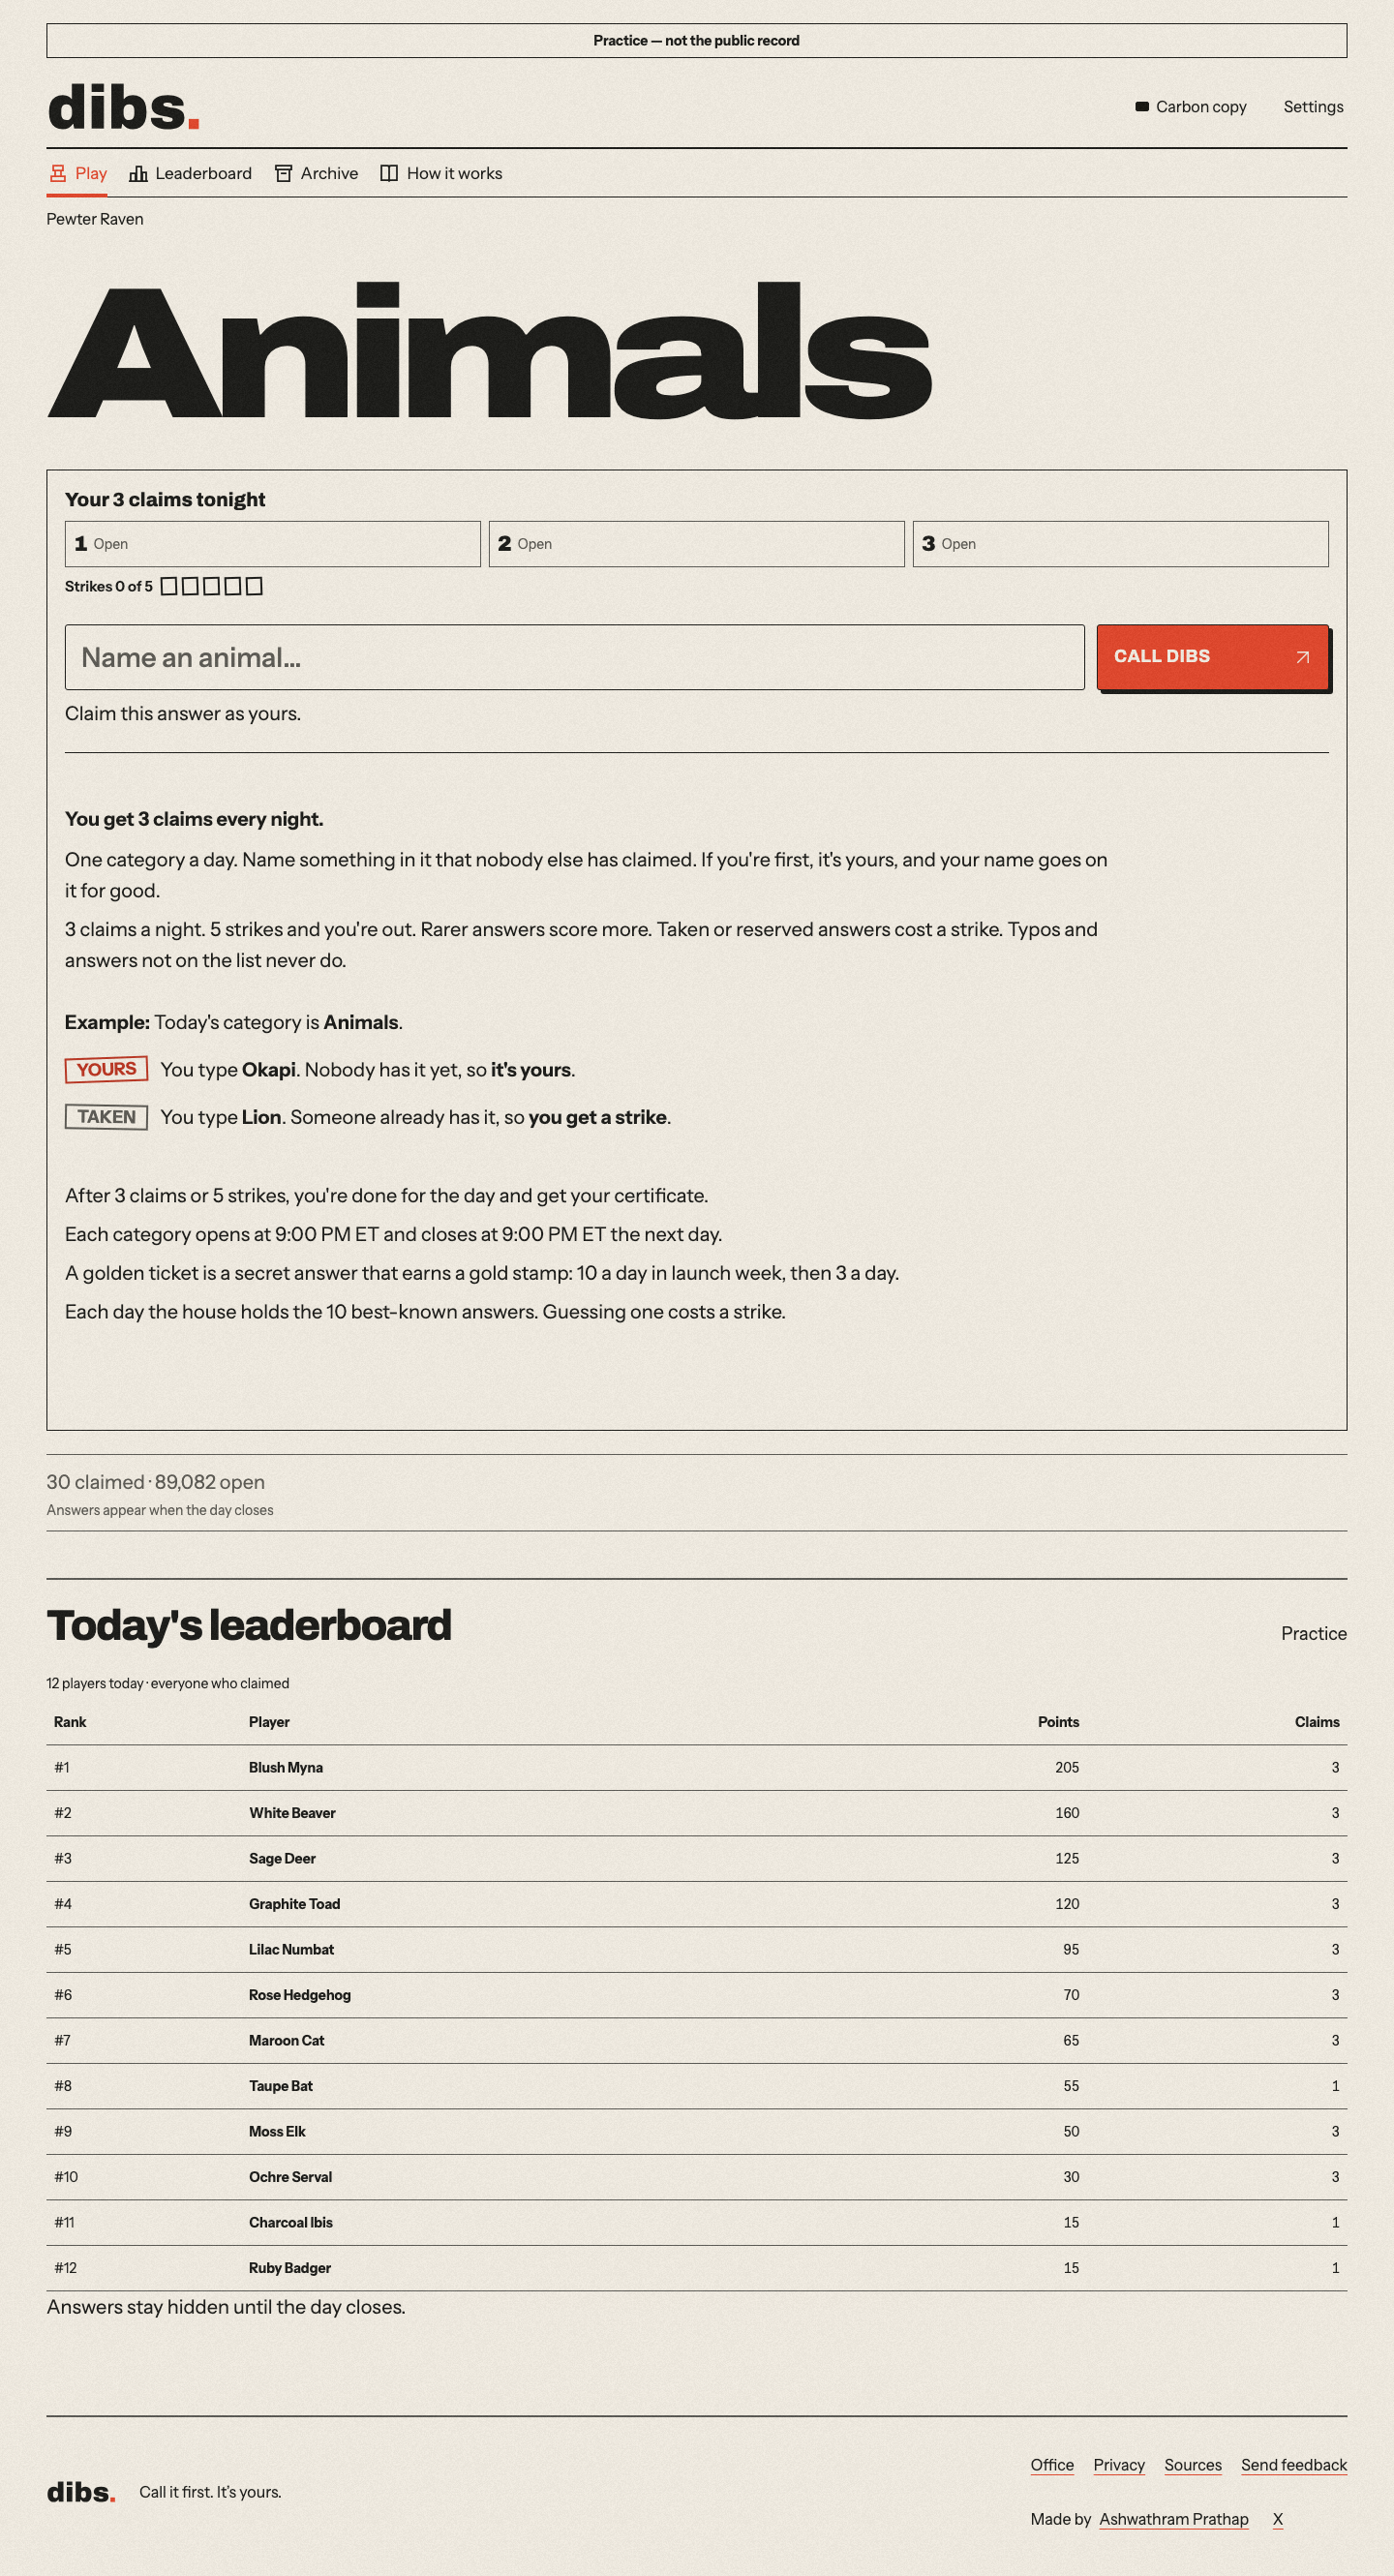 Practice — not the public record
dibs.
Carbon copy
Settings
Play
Leaderboard
Archive
How it works
Pewter Raven
Animals
Your 3 claims tonight
1 Open
2 Open
3 Open
Strikes 0 of 5
Name an animal...
CALL DIBS
Claim this answer as yours.
You get 3 claims every night.
One category a day. Name something in it that nobody else has claimed. If you're first, it's yours, and your name goes on
it for good.
3 claims a night. 5 strikes and you're out. Rarer answers score more. Taken or reserved answers cost a strike. Typos and
answers not on the list never do.
Example: Today's category is Animals.
YOURS You type Okapi. Nobody has it yet, so it's yours.
TAKEN You type Lion. Someone already has it, so you get a strike.
After 3 claims or 5 strikes, you're done for the day and get your certificate.
Each category opens at 9:00 PM ET and closes at 9:00 PM ET the next day.
A golden ticket is a secret answer that earns a gold stamp: 10 a day in launch week, then 3 a day.
Each day the house holds the 10 best-known answers. Guessing one costs a strike.
30 claimed · 89,082 open
Answers appear when the day closes
Today's leaderboard
Practice
12 players today · everyone who claimed
Rank Player Points Claims
#1 Blush Myna 205 3
#2 White Beaver 160 3
#3 Sage Deer 125 3
#4 Graphite Toad 120 3
#5 Lilac Numbat 95 3
#6 Rose Hedgehog 70 3
#7 Maroon Cat 65 3
#8 Taupe Bat 55 1
#9 Moss Elk 50 3
#10 Ochre Serval 30 3
#11 Charcoal Ibis 15 1
#12 Ruby Badger 15 1
Answers stay hidden until the day closes.
dibs.
Call it first. It's yours.
Office Privacy Sources Send feedback
Made by Ashwathram Prathap X